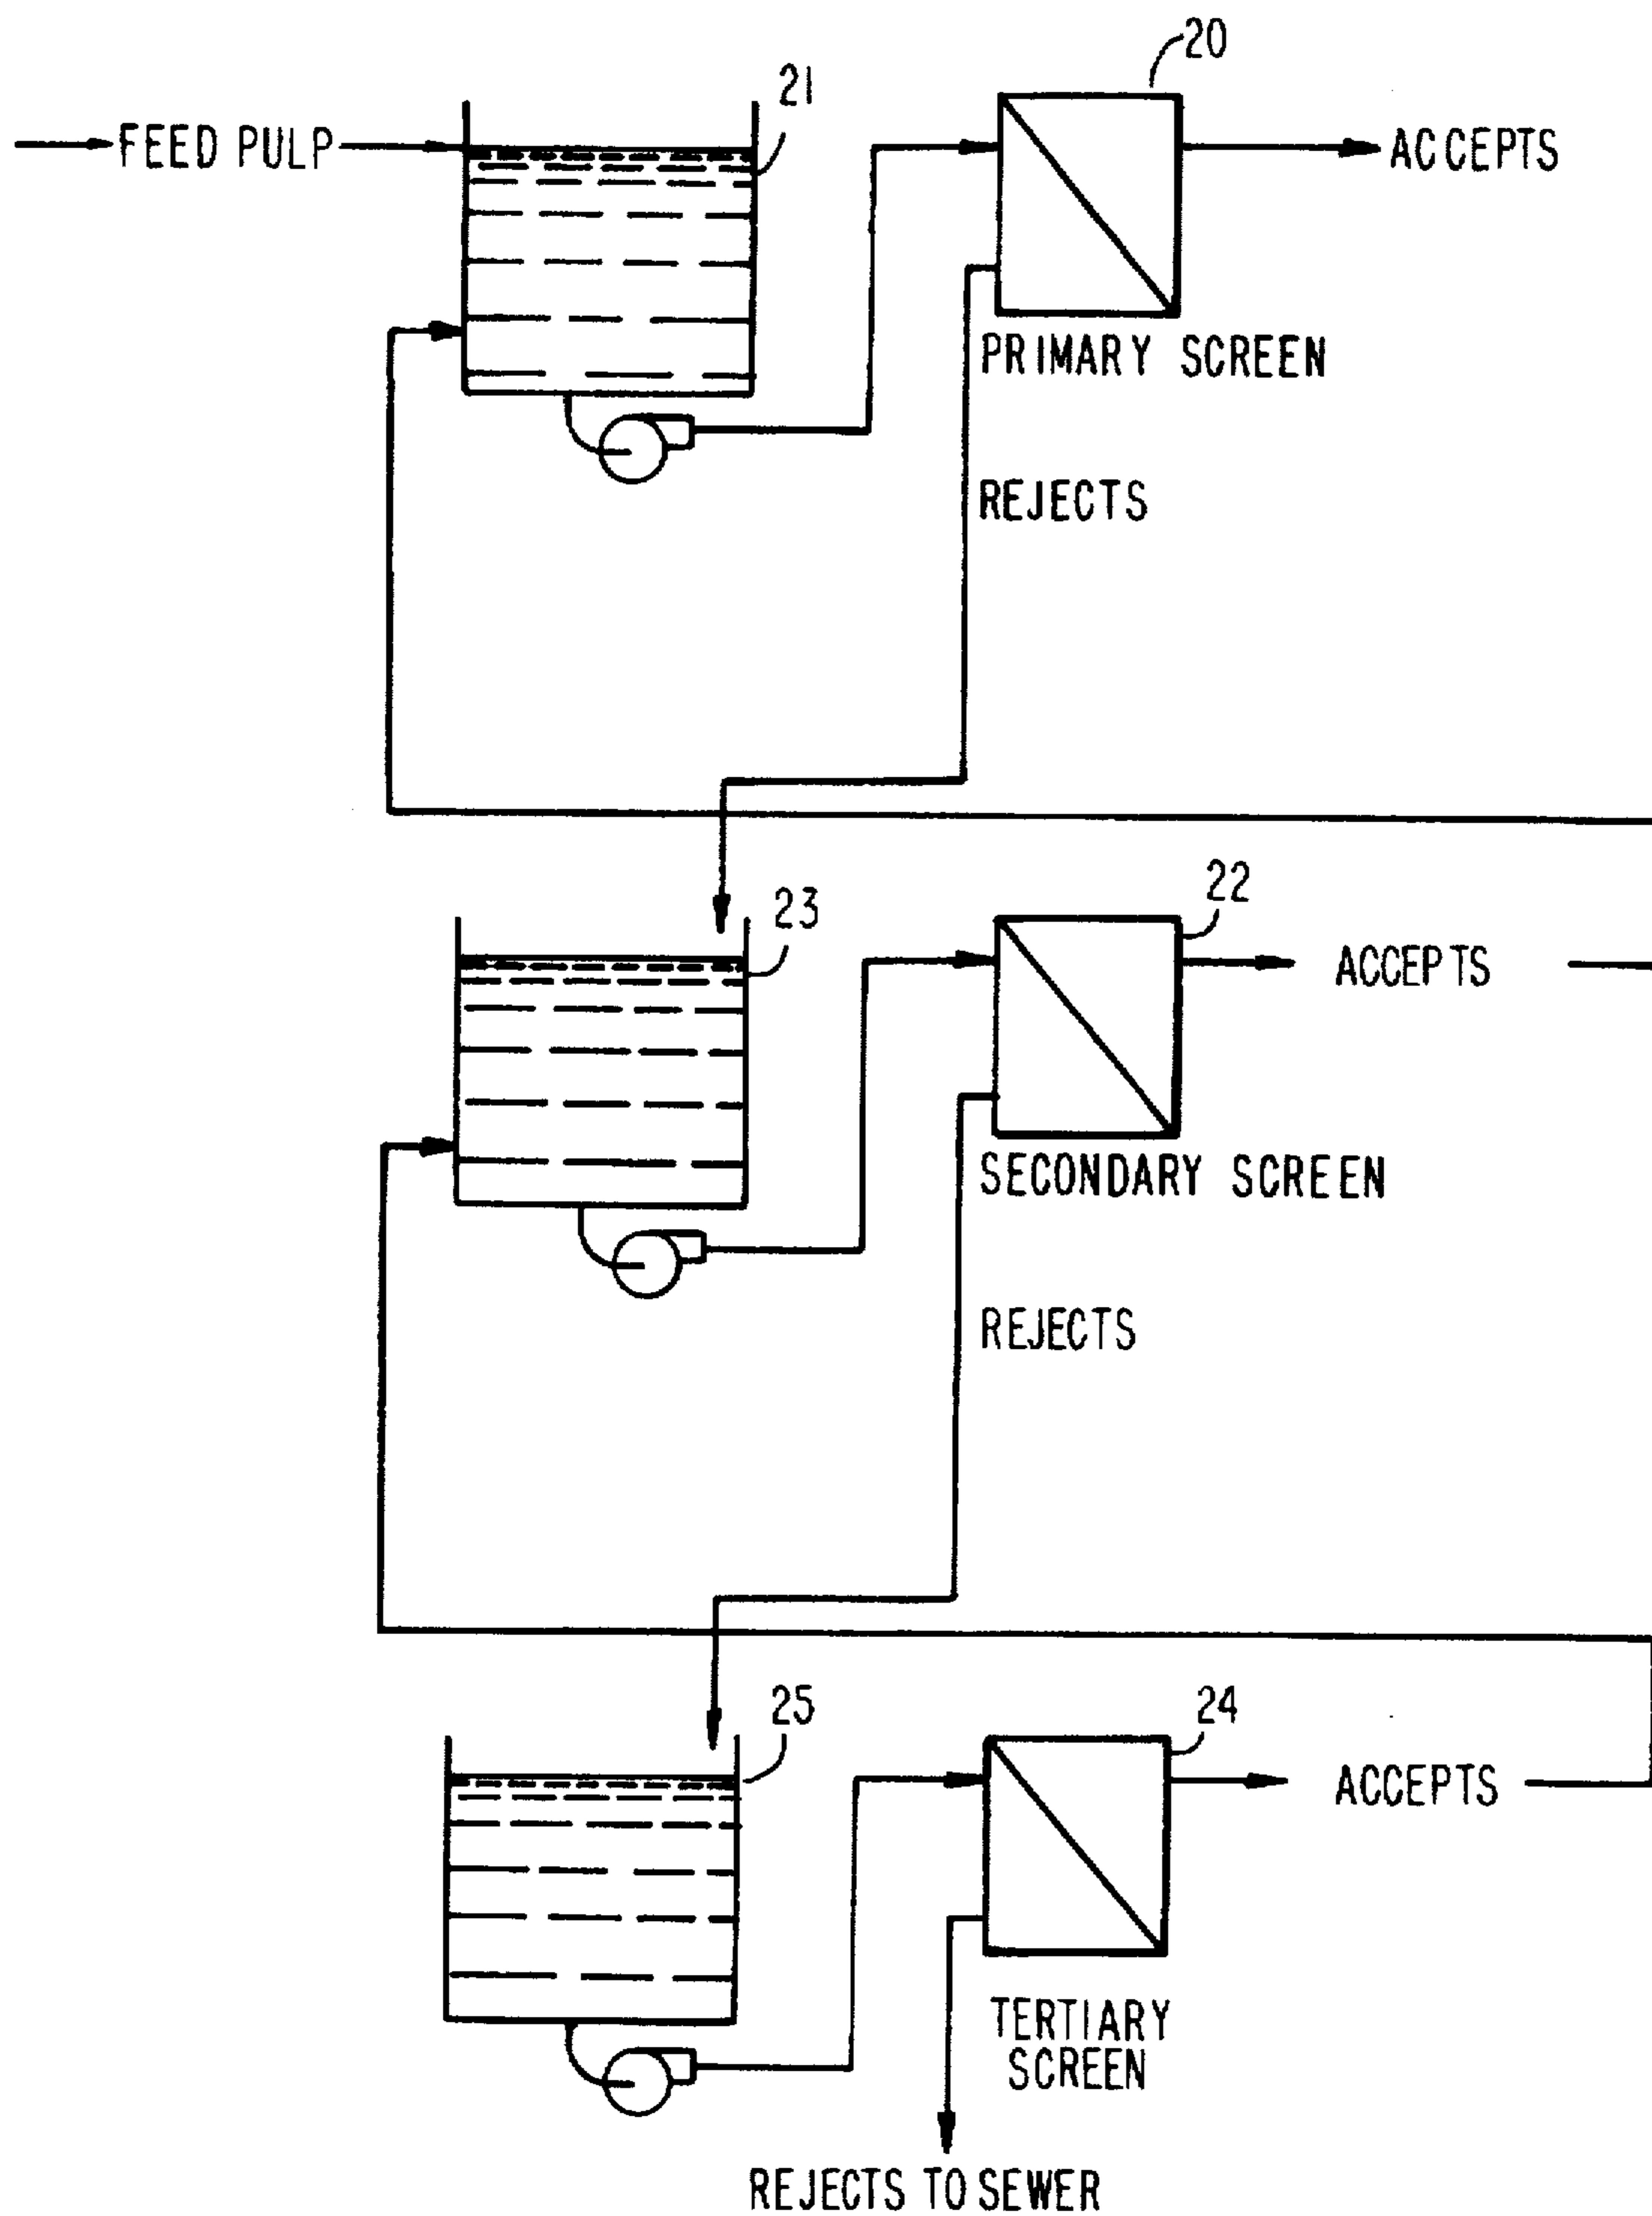 20
21
FEED PULP
ACCEPTS
PRIMARY SCREEN
REJECTS
22
23
ACCEPTS
SECONDARY SCREEN
REJECTS
25
24
ACCEPTS
TERTIARY
SCREEN
REJECTS TO SEWER